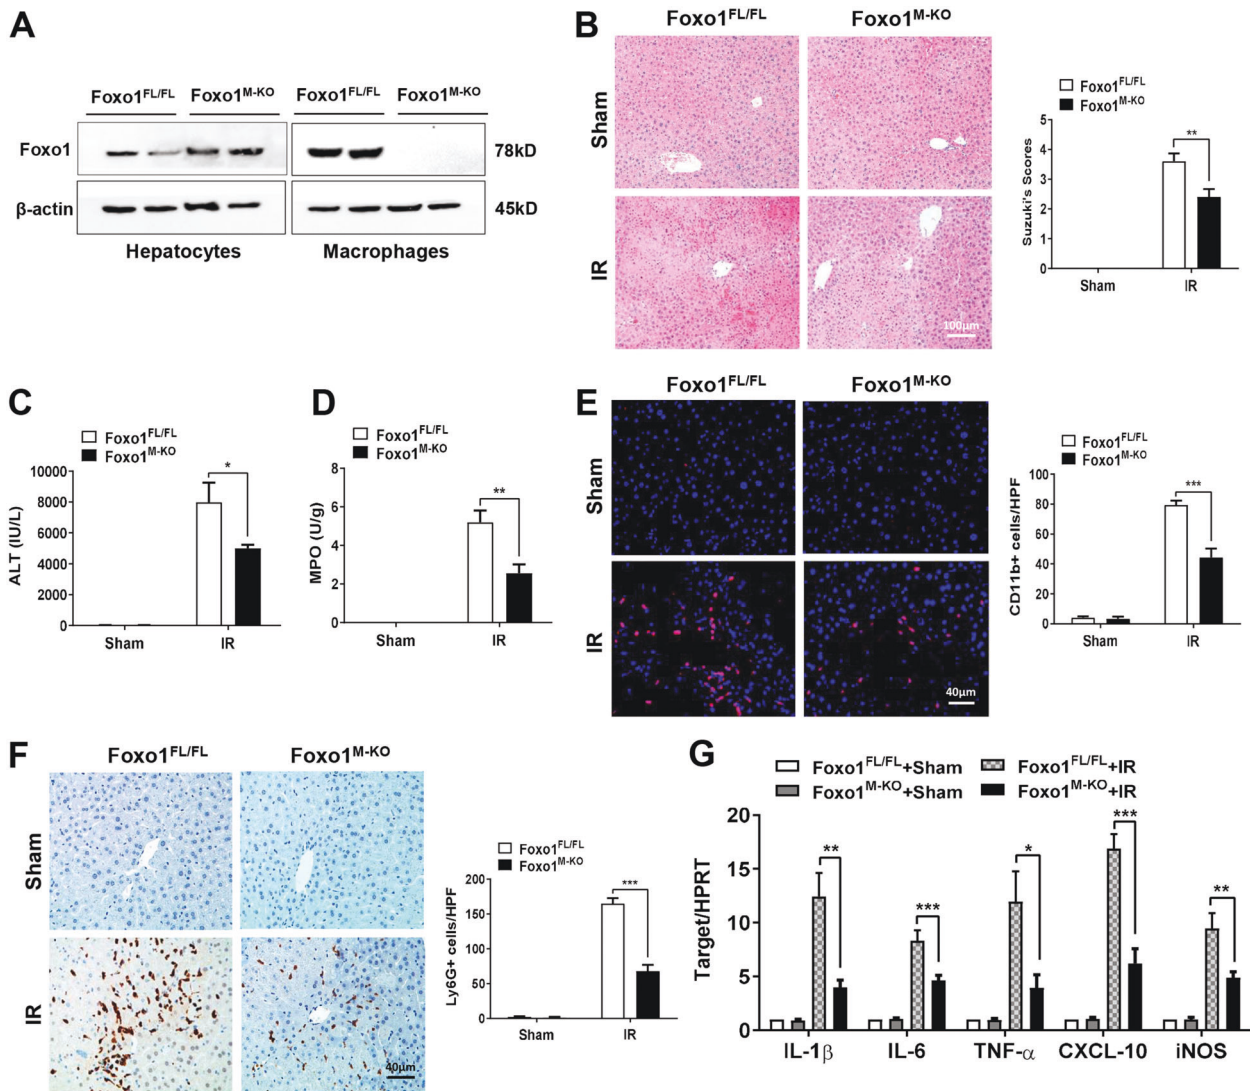 A
Foxo1FL/FL Foxo1M-KO Foxo1FL/FL Foxo1M-KO
Foxo1 78kD
β-actin 45kD
Hepatocytes Macrophages
B
Foxo1FL/FL Foxo1M-KO
Sham
IR
100μm
Foxo1FL/FL
Foxo1M-KO
Suzuki's Scores
5
4
3
2
1
0
**
Sham IR
C
Foxo1FL/FL
Foxo1M-KO
ALT (IU/L)
10000
8000
6000
4000
2000
0
*
Sham IR
D
Foxo1FL/FL
Foxo1M-KO
MPO (U/g)
8
6
4
2
0
**
Sham IR
E
Foxo1FL/FL Foxo1M-KO
Sham
IR
40μm
Foxo1FL/FL
Foxo1M-KO
CD11b+ cells/HPF
100
80
60
40
20
0
***
Sham IR
F
Foxo1FL/FL Foxo1M-KO
Sham
IR
40μm
Foxo1FL/FL
Foxo1M-KO
Ly6G+ cells/HPF
200
150
100
50
0
***
Sham IR
G
Foxo1FL/FL+Sham Foxo1FL/FL+IR
Foxo1M-KO+Sham Foxo1M-KO+IR
Target/HPRT
20
15
10
5
0
** *** * *** **
IL-1β IL-6 TNF-α CXCL-10 iNOS